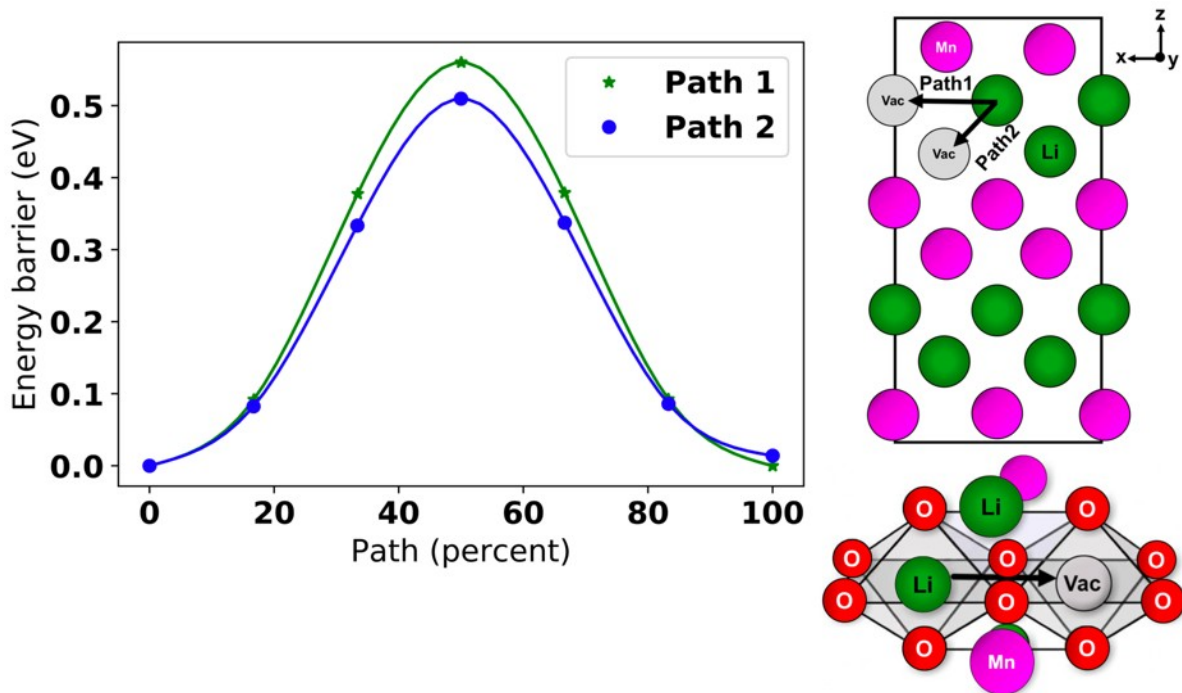 Energy barrier (eV)
0.5
0.4
0.3
0.2
0.1
0.0
0
20
40
60
80
100
Path (percent)
Path 1
Path 2
z
x
y
Mn
Path1
Vac
Vac
Path2
Li
Li
O
O
O
O
O
Li
Vac
O
O
O
O
O
Mn